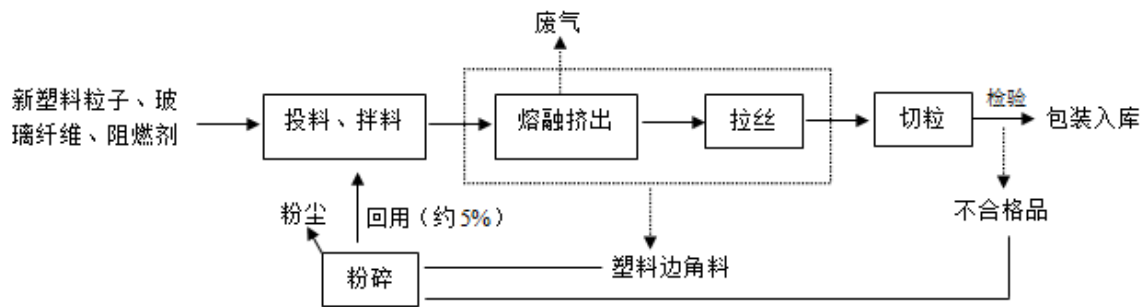 废气
新塑料粒子、玻
璃纤维、阻燃剂
投料、拌料
熔融挤出
拉丝
切粒
检验
包装入库
粉尘
回用（约5%）
不合格品
粉碎
塑料边角料